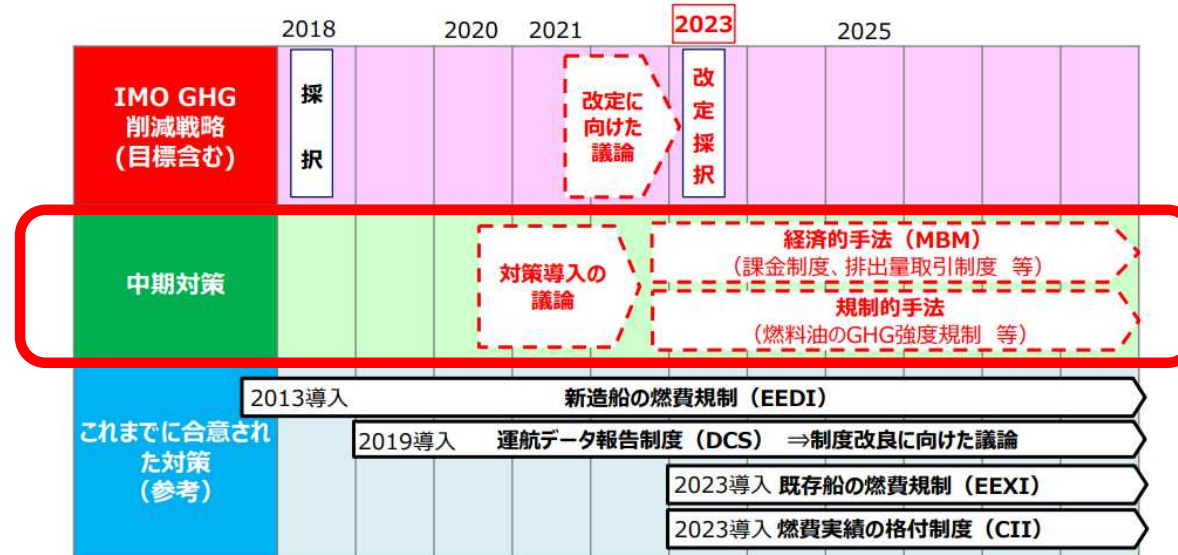 2018
2020
2021
2023
2025
IMO GHG
削減戦略
(目標含む)
採
択
改定に
向けた
議論
改
定
採
択
中期対策
対策導入の
議論
経済的手法（MBM）
（課金制度、排出量取引制度 等）
規制的手法
（燃料油のGHG強度規制 等）
これまでに合意され
た対策
（参考）
2013導入
新造船の燃費規制（EEDI）
2019導入
運航データ報告制度（DCS） ⇒制度改良に向けた議論
2023導入 既存船の燃費規制（EEXI）
2023導入 燃費実績の格付制度（CII）